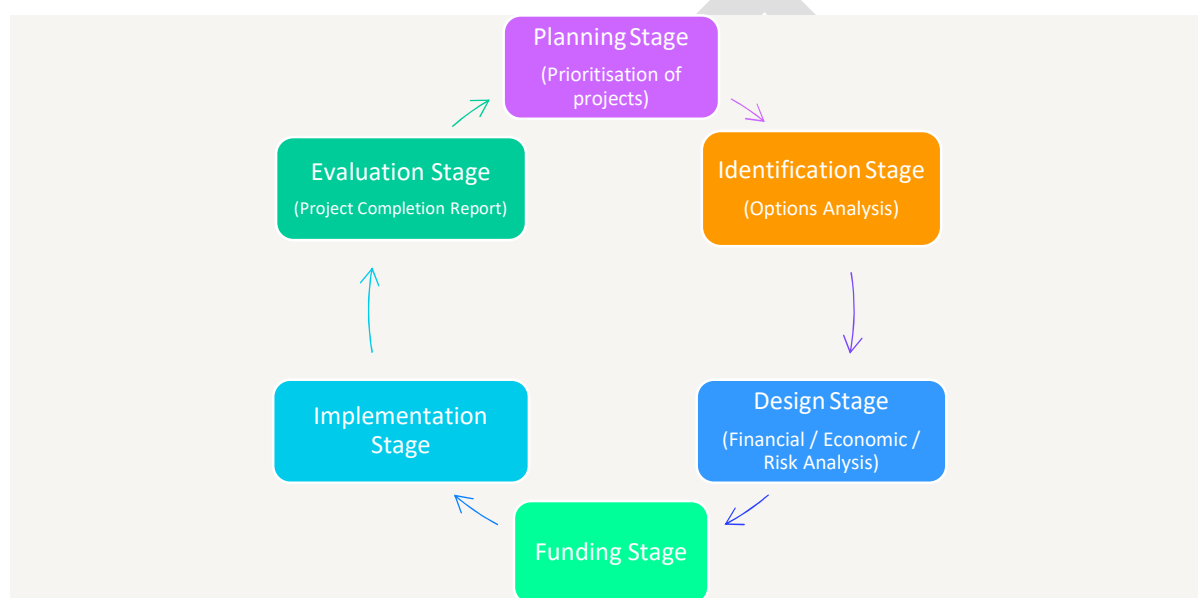 Planning Stage
(Prioritisation of
projects)
Identification Stage
(Options Analysis)
Design Stage
(Financial / Economic /
Risk Analysis)
Funding Stage
Implementation
Stage
Evaluation Stage
(Project Completion Report)